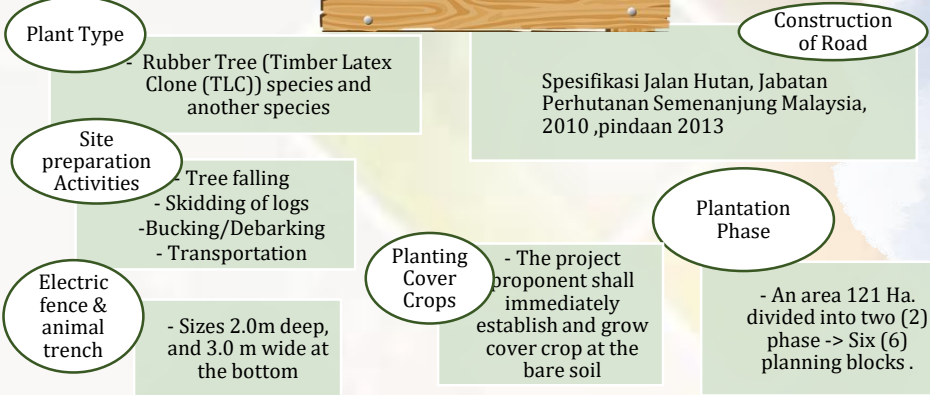 Plant Type
- Rubber Tree (Timber Latex
Clone (TLC)) species and
another species
Construction
of Road
Spesifikasi Jalan Hutan, Jabatan
Perhutanan Semenanjung Malaysia,
2010 ,pindaan 2013
Site
preparation
Activities
- Tree falling
- Skidding of logs
-Bucking/Debarking
- Transportation
Electric
fence &
animal
trench
- Sizes 2.0m deep,
and 3.0 m wide at
the bottom
Planting
Cover
Crops
- The project
proponent shall
immediately
establish and grow
cover crop at the
bare soil
Plantation
Phase
- An area 121 Ha.
divided into two (2)
phase -> Six (6)
planning blocks .